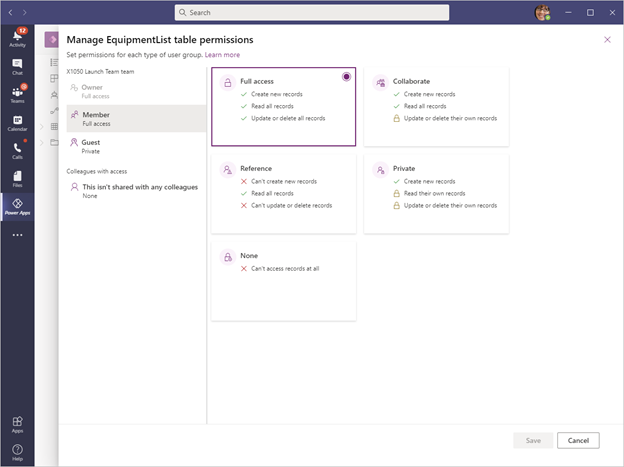 Search
12
Activity
Chat
Teams
Calendar
Calls
Files
Power Apps
Apps
Help
Manage EquipmentList table permissions
Set permissions for each type of user group. Learn more
X1050 Launch Team team
Owner
Full access
Member
Full access
Guest
Private
Colleagues with access
This isn't shared with any colleagues
None
Full access
Create new records
Read all records
Update or delete all records
Collaborate
Create new records
Read all records
Update or delete their own records
Reference
Can't create new records
Read all records
Can't update or delete records
Private
Create new records
Read their own records
Update or delete their own records
None
Can't access records at all
Save
Cancel